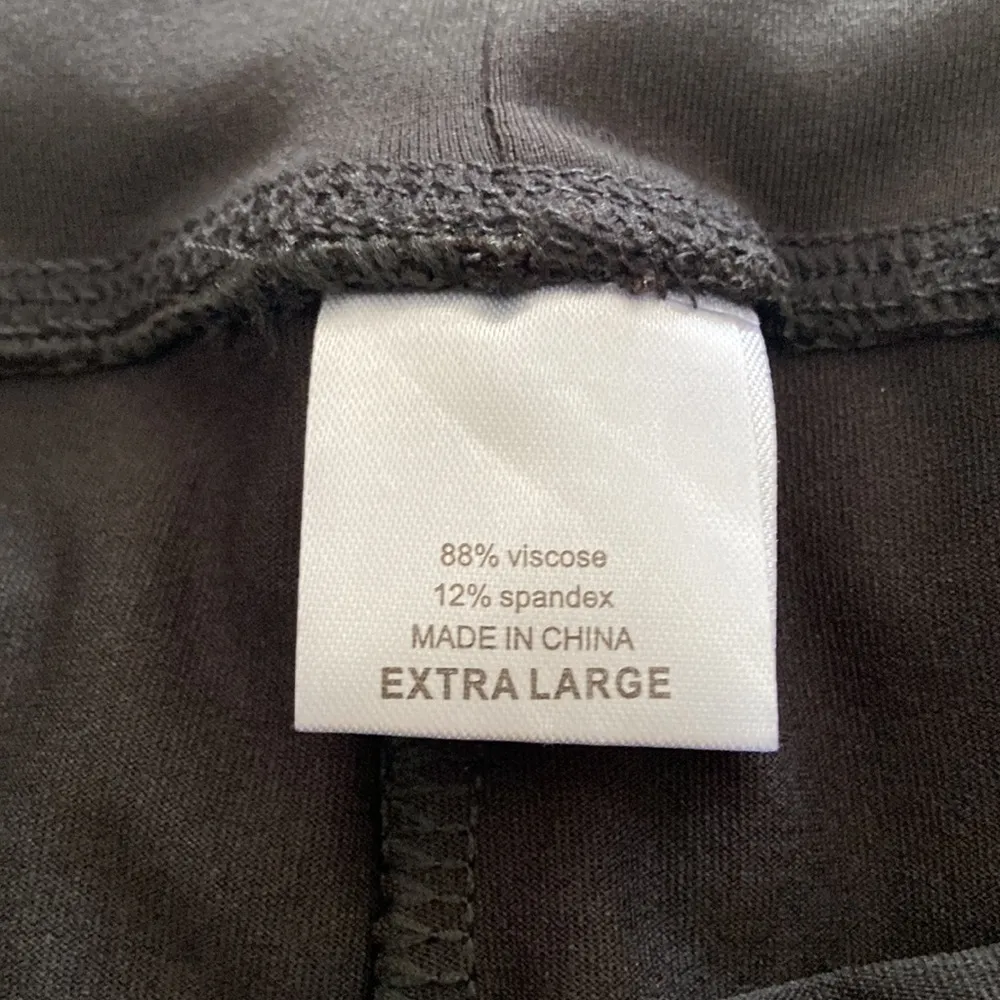 88% viscose
12% spandex
MADE IN CHINA
EXTRA LARGE